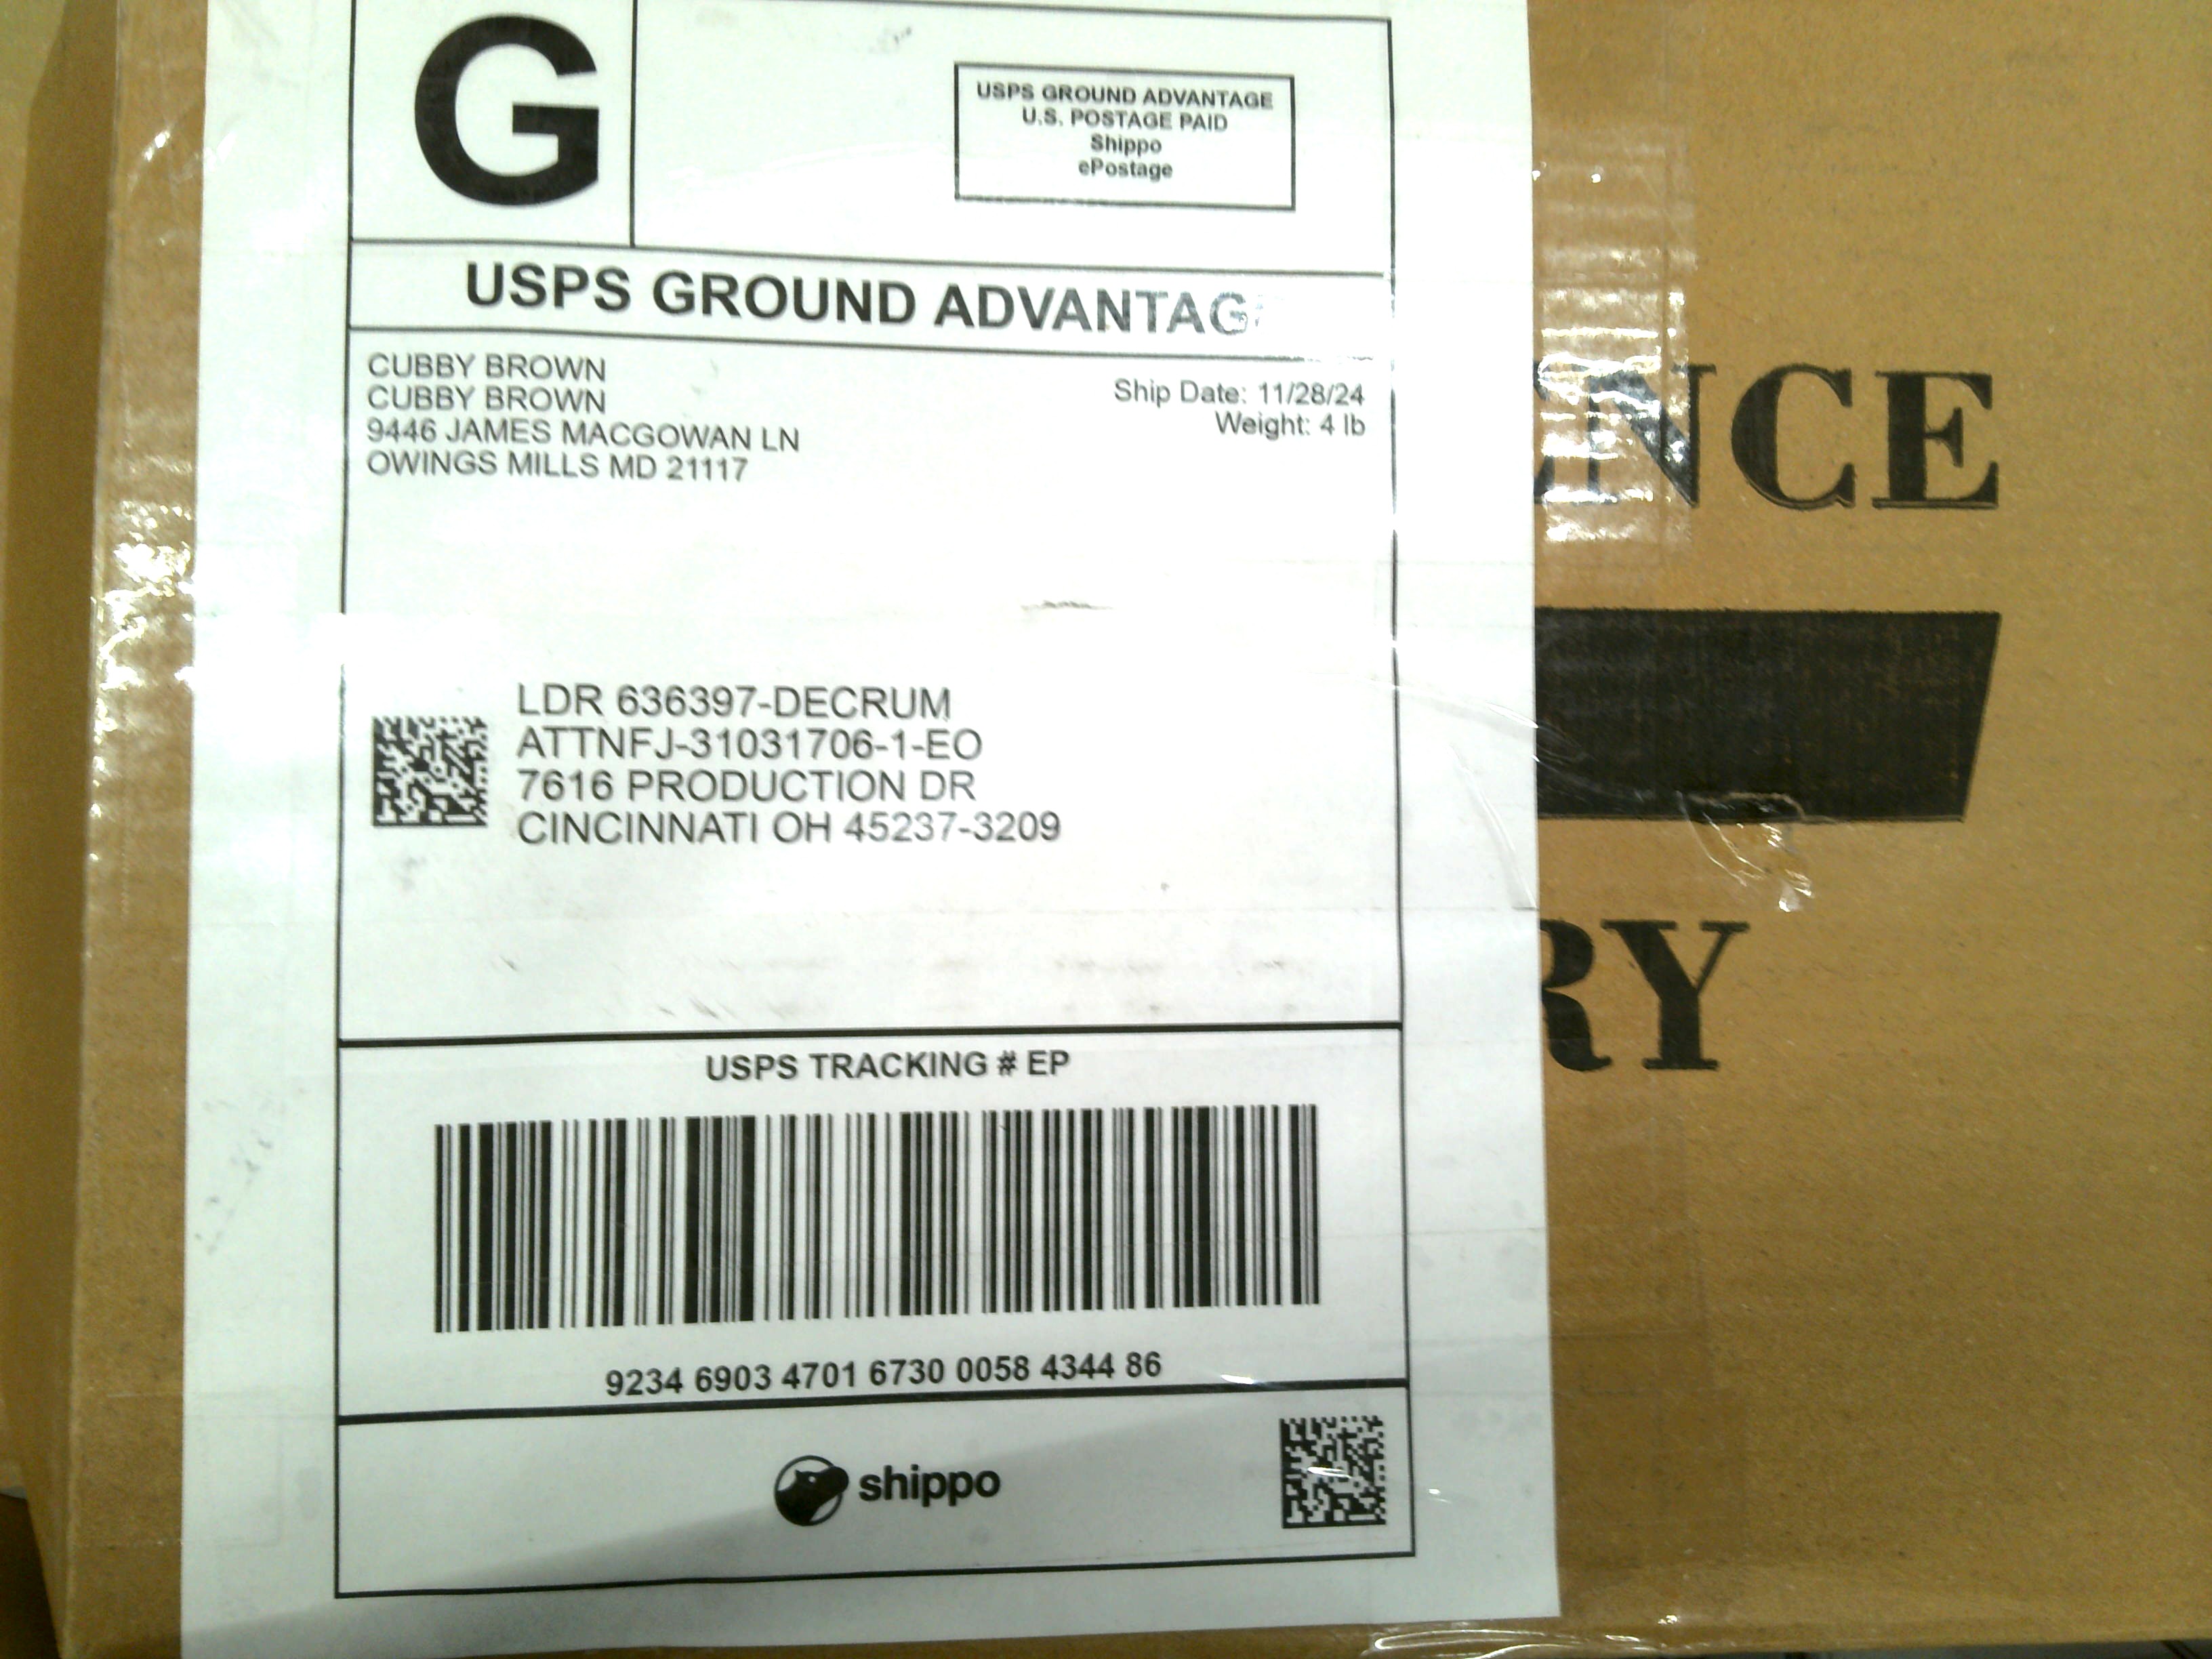 G
USPS GROUND ADVANTAGE
U.S. POSTAGE PAID
Shippo
ePostage
USPS GROUND ADVANTAG
CUBBY BROWN
CUBBY BROWN
9446 JAMES MACGOWAN LN
OWINGS MILLS MD 21117
Ship Date: 11/28/24
Weight: 4 lb
LDR 636397-DECRUM
ATTNFJ-31031706-1-EO
7616 PRODUCTION DR
CINCINNATI OH 45237-3209
USPS TRACKING # EP
9234 6903 4701 6730 0058 4344 86
shippo
NCE
RY